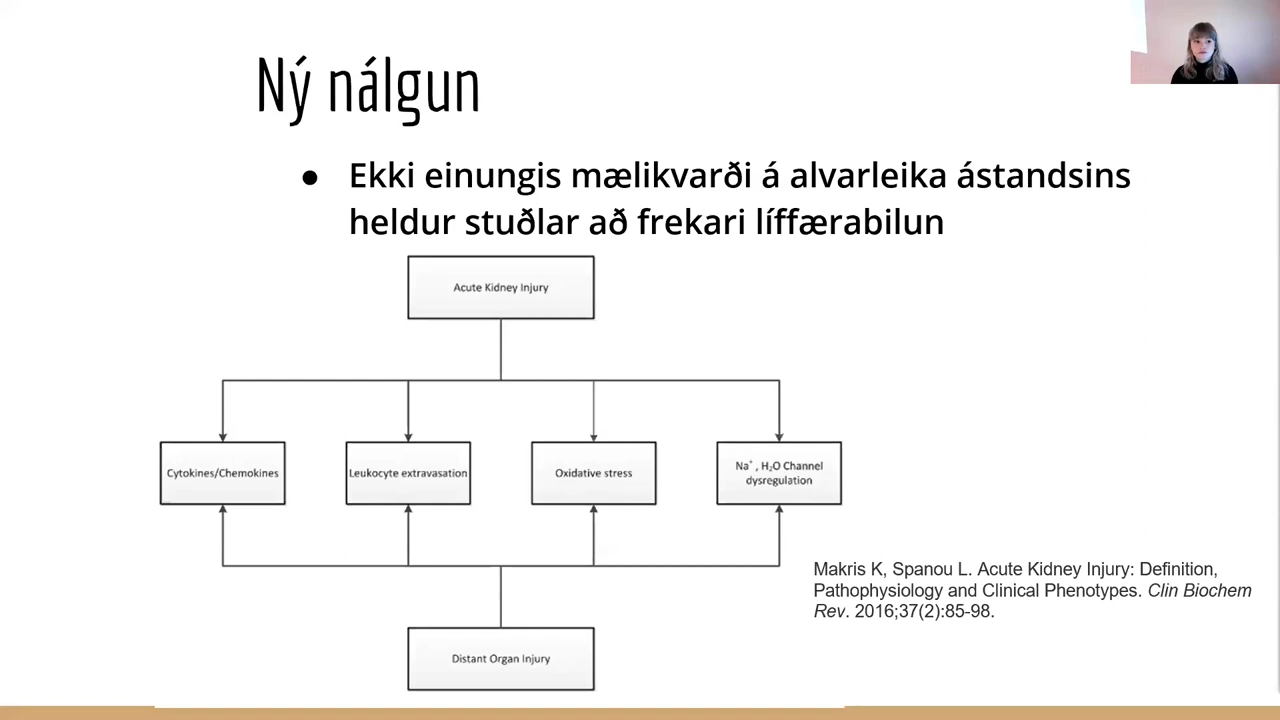 Ný nálgun
● Ekki einungis mælikvarði á alvarleika ástandsins
heldur stuðlar að frekari líffærabilun
Acute Kidney Injury
Cytokines/Chemokines
Leukocyte extravasation
Oxidative stress
Na⁺, H₂O Channel
dysregulation
Distant Organ Injury
Makris K, Spanou L. Acute Kidney Injury: Definition,
Pathophysiology and Clinical Phenotypes. Clin Biochem
Rev. 2016;37(2):85-98.